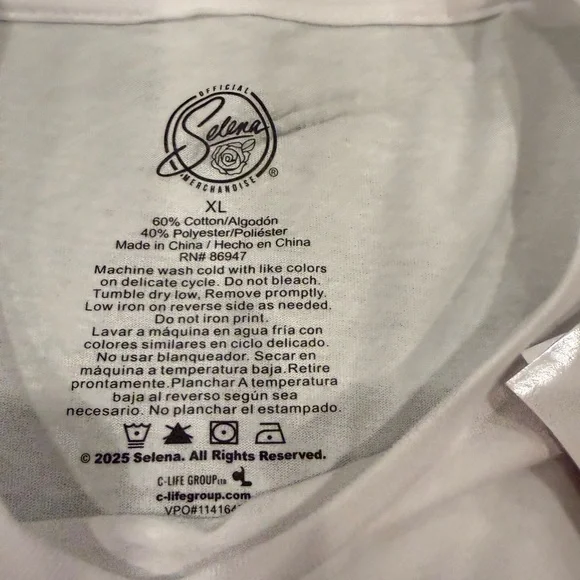 OFFICIAL
Selena
MERCHANDISE ®
XL
60% Cotton/Algodón
40% Polyester/Poliéster
Made in China / Hecho en China
RN# 86947
Machine wash cold with like colors
on delicate cycle. Do not bleach.
Tumble dry low, Remove promptly.
Low iron on reverse side as needed.
Do not iron print.
Lavar a máquina en agua fría con
colores similares en ciclo delicado.
No usar blanqueador. Secar en
máquina a temperatura baja.Retire
prontamente.Planchar A temperatura
baja al reverso según sea
necesario. No planchar el estampado.
© 2025 Selena. All Rights Reserved.
C-LIFE GROUP LTD
c-lifegroup.com
VPO#114164